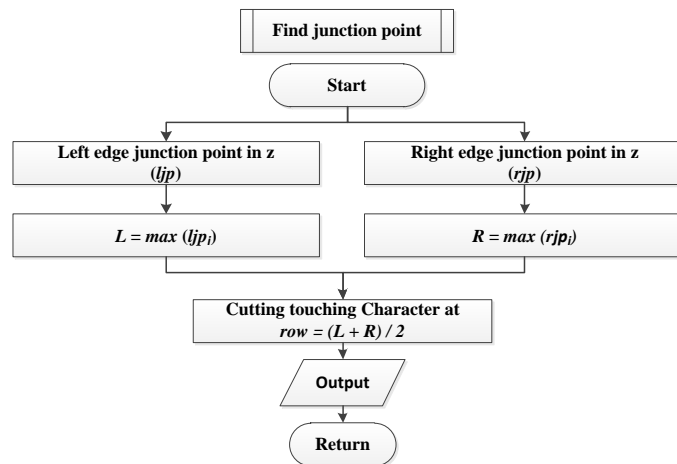 Find junction point
Start
Left edge junction point in z
(ljp)
Right edge junction point in z
(rjp)
L = max (ljpᵢ)
R = max (rjpᵢ)
Cutting touching Character at
row = (L + R) / 2
Output
Return